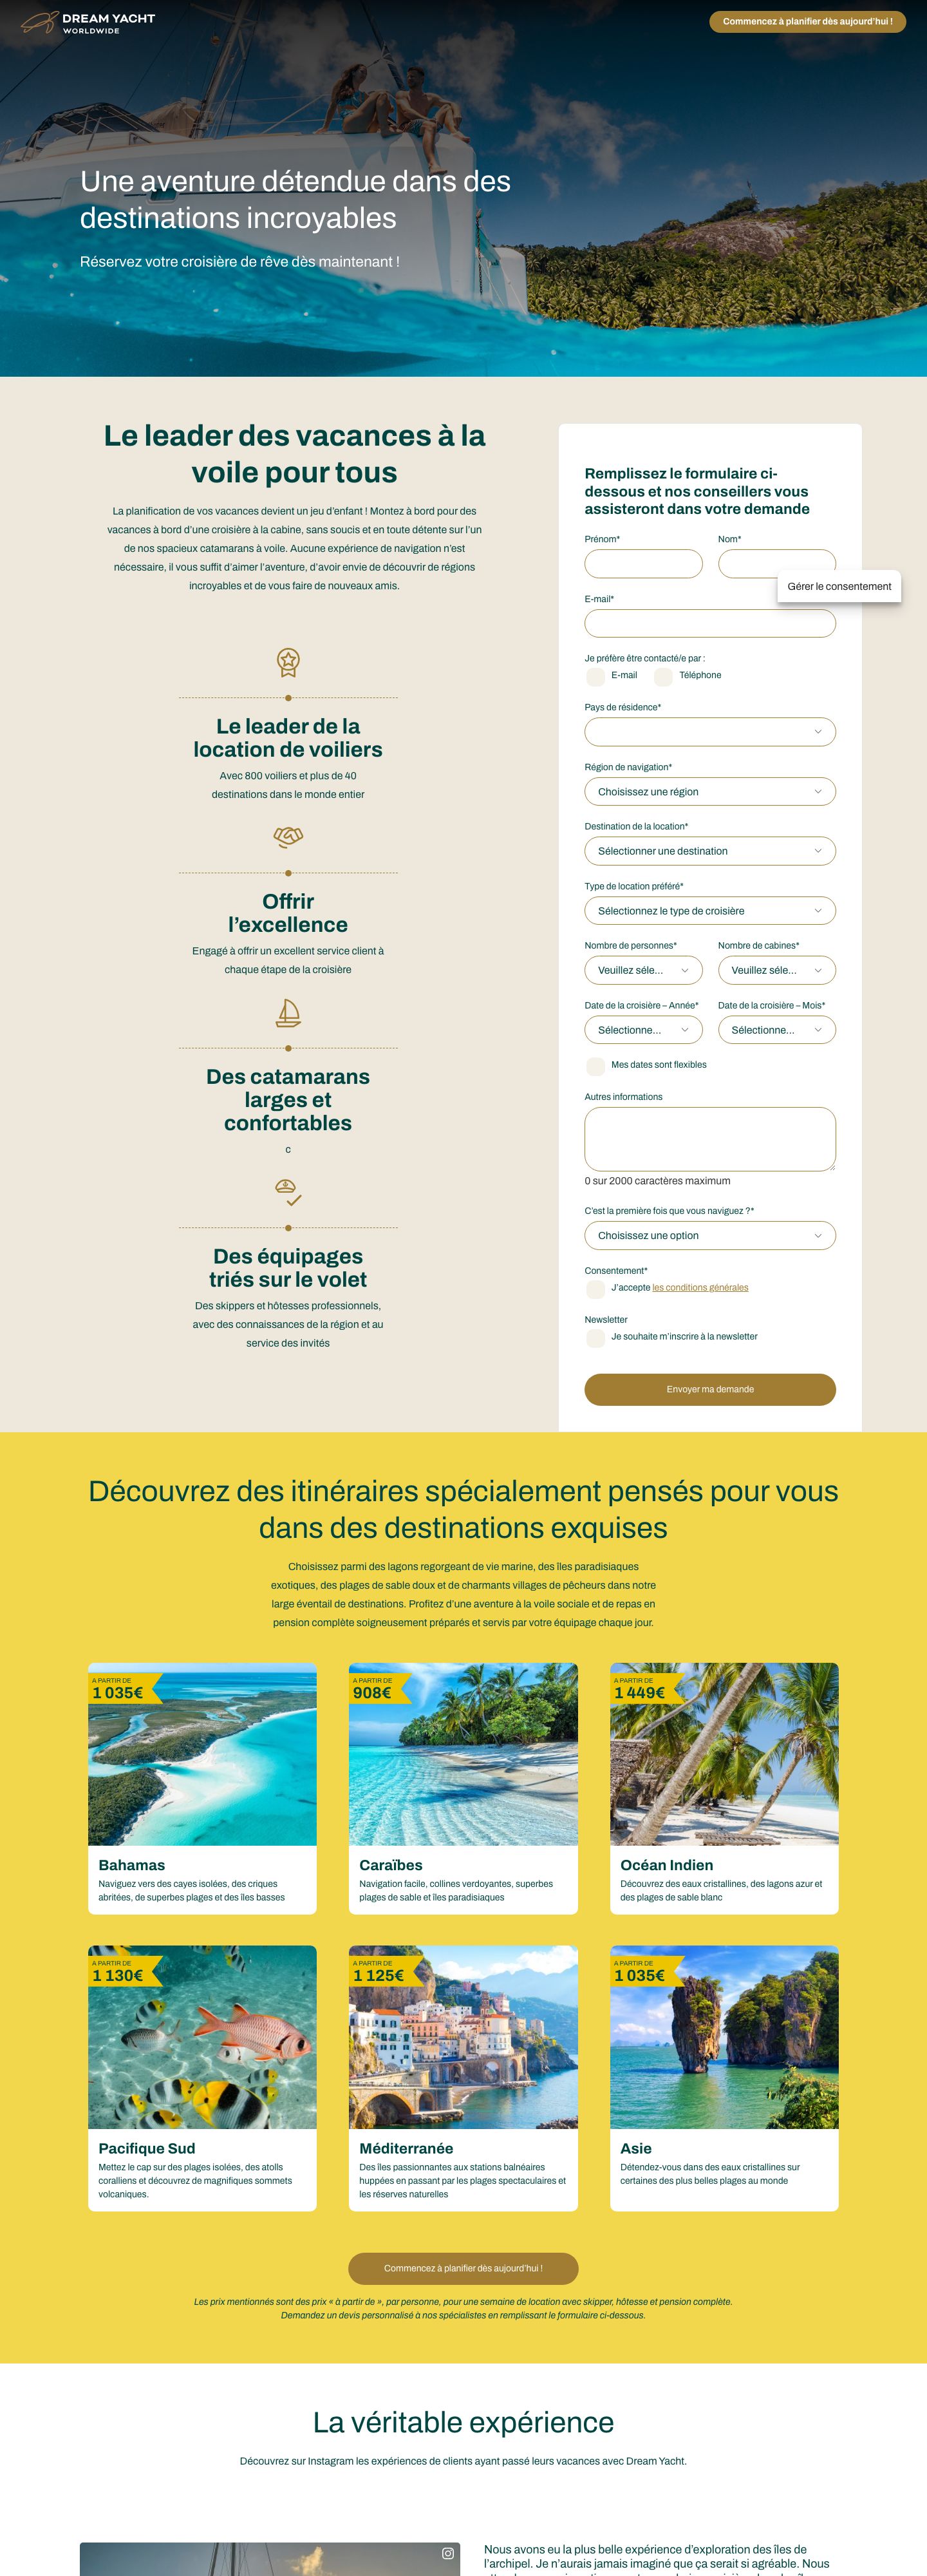 DREAM YACHT
WORLDWIDE
Commencez à planifier dès aujourd'hui !
Une aventure détendue dans des
destinations incroyables
Réservez votre croisière de rêve dès maintenant !
Le leader des vacances à la
voile pour tous
La planification de vos vacances devient un jeu d'enfant ! Montez à bord pour des
vacances à bord d'une croisière à la cabine, sans soucis et en toute détente sur l'un
de nos spacieux catamarans à voile. Aucune expérience de navigation n'est
nécessaire, il vous suffit d'aimer l'aventure, d'avoir envie de découvrir de régions
incroyables et de vous faire de nouveaux amis.
Le leader de la
location de voiliers
Avec 800 voiliers et plus de 40
destinations dans le monde entier
Offrir
l'excellence
Engagé à offrir un excellent service client à
chaque étape de la croisière
Des catamarans
larges et
confortables
c
Des équipages
triés sur le volet
Des skippers et hôtesses professionnels,
avec des connaissances de la région et au
service des invités
Remplissez le formulaire ci-
dessous et nos conseillers vous
assisteront dans votre demande
Prénom* Nom*
Gérer le consentement
E-mail*
Je préfère être contacté/e par :
E-mail Téléphone
Pays de résidence*
Région de navigation*
Choisissez une région
Destination de la location*
Sélectionner une destination
Type de location préféré*
Sélectionnez le type de croisière
Nombre de personnes* Nombre de cabines*
Veuillez séle... Veuillez séle...
Date de la croisière – Année* Date de la croisière – Mois*
Sélectionne... Sélectionne...
Mes dates sont flexibles
Autres informations
0 sur 2000 caractères maximum
C'est la première fois que vous naviguez ?*
Choisissez une option
Consentement*
J'accepte les conditions générales
Newsletter
Je souhaite m'inscrire à la newsletter
Envoyer ma demande
Découvrez des itinéraires spécialement pensés pour vous
dans des destinations exquises
Choisissez parmi des lagons regorgeant de vie marine, des îles paradisiaques
exotiques, des plages de sable doux et de charmants villages de pêcheurs dans notre
large éventail de destinations. Profitez d'une aventure à la voile sociale et de repas en
pension complète soigneusement préparés et servis par votre équipage chaque jour.
A PARTIR DE
1 035€
Bahamas
Naviguez vers des cayes isolées, des criques
abritées, de superbes plages et des îles basses
A PARTIR DE
908€
Caraïbes
Navigation facile, collines verdoyantes, superbes
plages de sable et îles paradisiaques
A PARTIR DE
1 449€
Océan Indien
Découvrez des eaux cristallines, des lagons azur et
des plages de sable blanc
A PARTIR DE
1 130€
Pacifique Sud
Mettez le cap sur des plages isolées, des atolls
coralliens et découvrez de magnifiques sommets
volcaniques.
A PARTIR DE
1 125€
Méditerranée
Des îles passionnantes aux stations balnéaires
huppées en passant par les plages spectaculaires et
les réserves naturelles
A PARTIR DE
1 035€
Asie
Détendez-vous dans des eaux cristallines sur
certaines des plus belles plages au monde
Commencez à planifier dès aujourd'hui !
Les prix mentionnés sont des prix « à partir de », par personne, pour une semaine de location avec skipper, hôtesse et pension complète.
Demandez un devis personnalisé à nos spécialistes en remplissant le formulaire ci-dessous.
La véritable expérience
Découvrez sur Instagram les expériences de clients ayant passé leurs vacances avec Dream Yacht.
Nous avons eu la plus belle expérience d'exploration des îles de
l'archipel. Je n'aurais jamais imaginé que ça serait si agréable. Nous